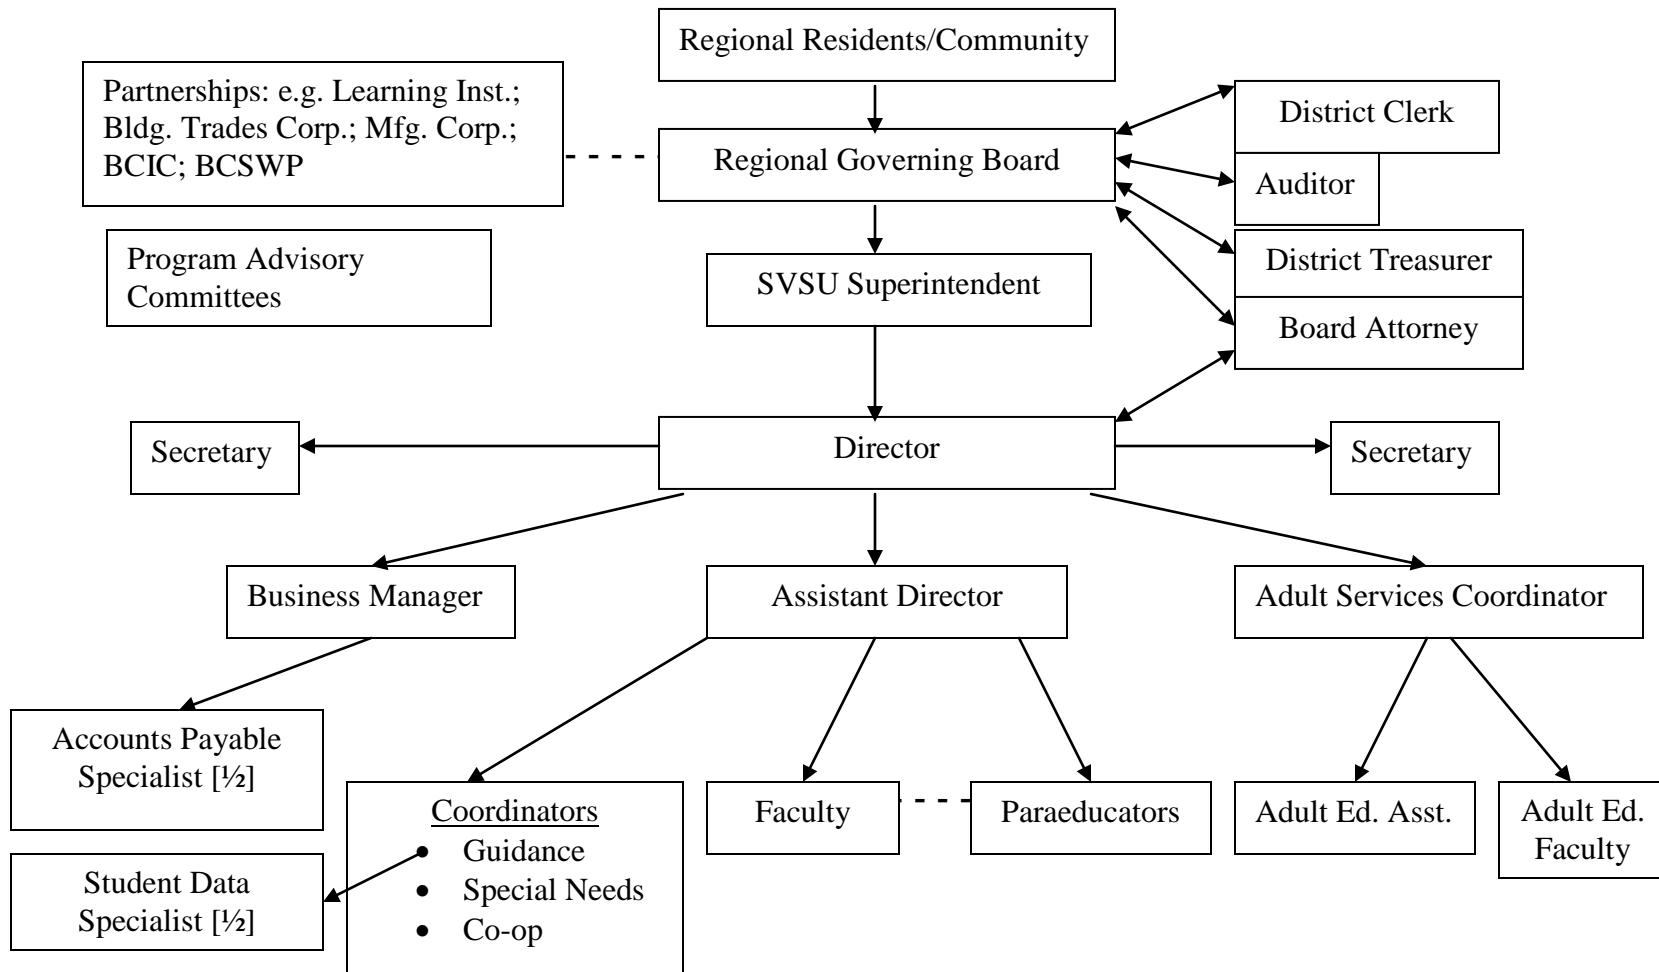 Regional Residents/Community
Partnerships: e.g. Learning Inst.;
Bldg. Trades Corp.; Mfg. Corp.;
BCIC; BCSWP
Regional Governing Board
District Clerk
Auditor
Program Advisory
Committees
SVSU Superintendent
District Treasurer
Board Attorney
Secretary
Director
Secretary
Business Manager
Assistant Director
Adult Services Coordinator
Accounts Payable
Specialist [½]
Student Data
Specialist [½]
Coordinators
• Guidance
• Special Needs
• Co-op
Faculty
Paraeducators
Adult Ed. Asst.
Adult Ed.
Faculty